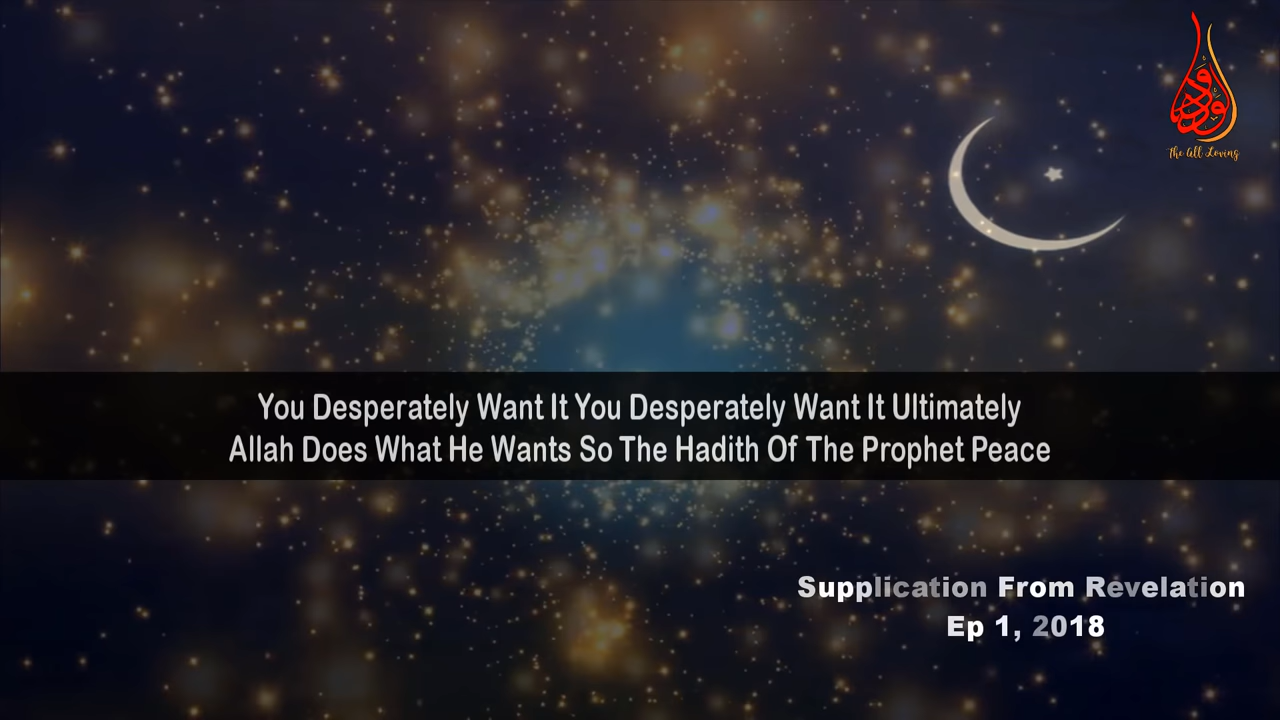 الودود
The All Loving
You Desperately Want It You Desperately Want It Ultimately
Allah Does What He Wants So The Hadith Of The Prophet Peace
Supplication From Revelation
Ep 1, 2018